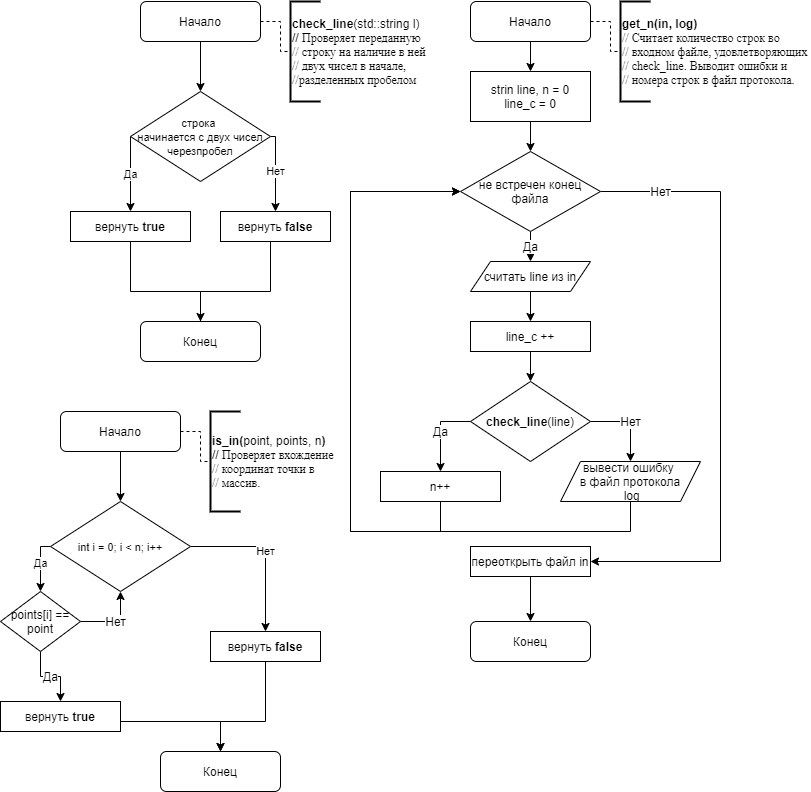 Начало
check_line(std::string l)
// Проверяет переданную
// строку на наличие в ней
// двух чисел в начале,
//разделенных пробелом
строка
начинается с двух чисел
черезпробел
Да
Нет
вернуть true
вернуть false
Конец
Начало
get_n(in, log)
// Считает количество строк во
// входном файле, удовлетворяющих
// check_line. Выводит ошибки и
// номера строк в файл протокола.
strin line, n = 0
line_c = 0
не встречен конец
файла
Нет
Да
считать line из in
line_c ++
check_line(line)
Да
Нет
n++
вывести ошибку
в файл протокола
log
переоткрыть файл in
Конец
Начало
is_in(point, points, n)
// Проверяет вхождение
// координат точки в
// массив.
int i = 0; i < n; i++
Да
Нет
points[i] ==
point
Нет
Да
вернуть false
вернуть true
Конец